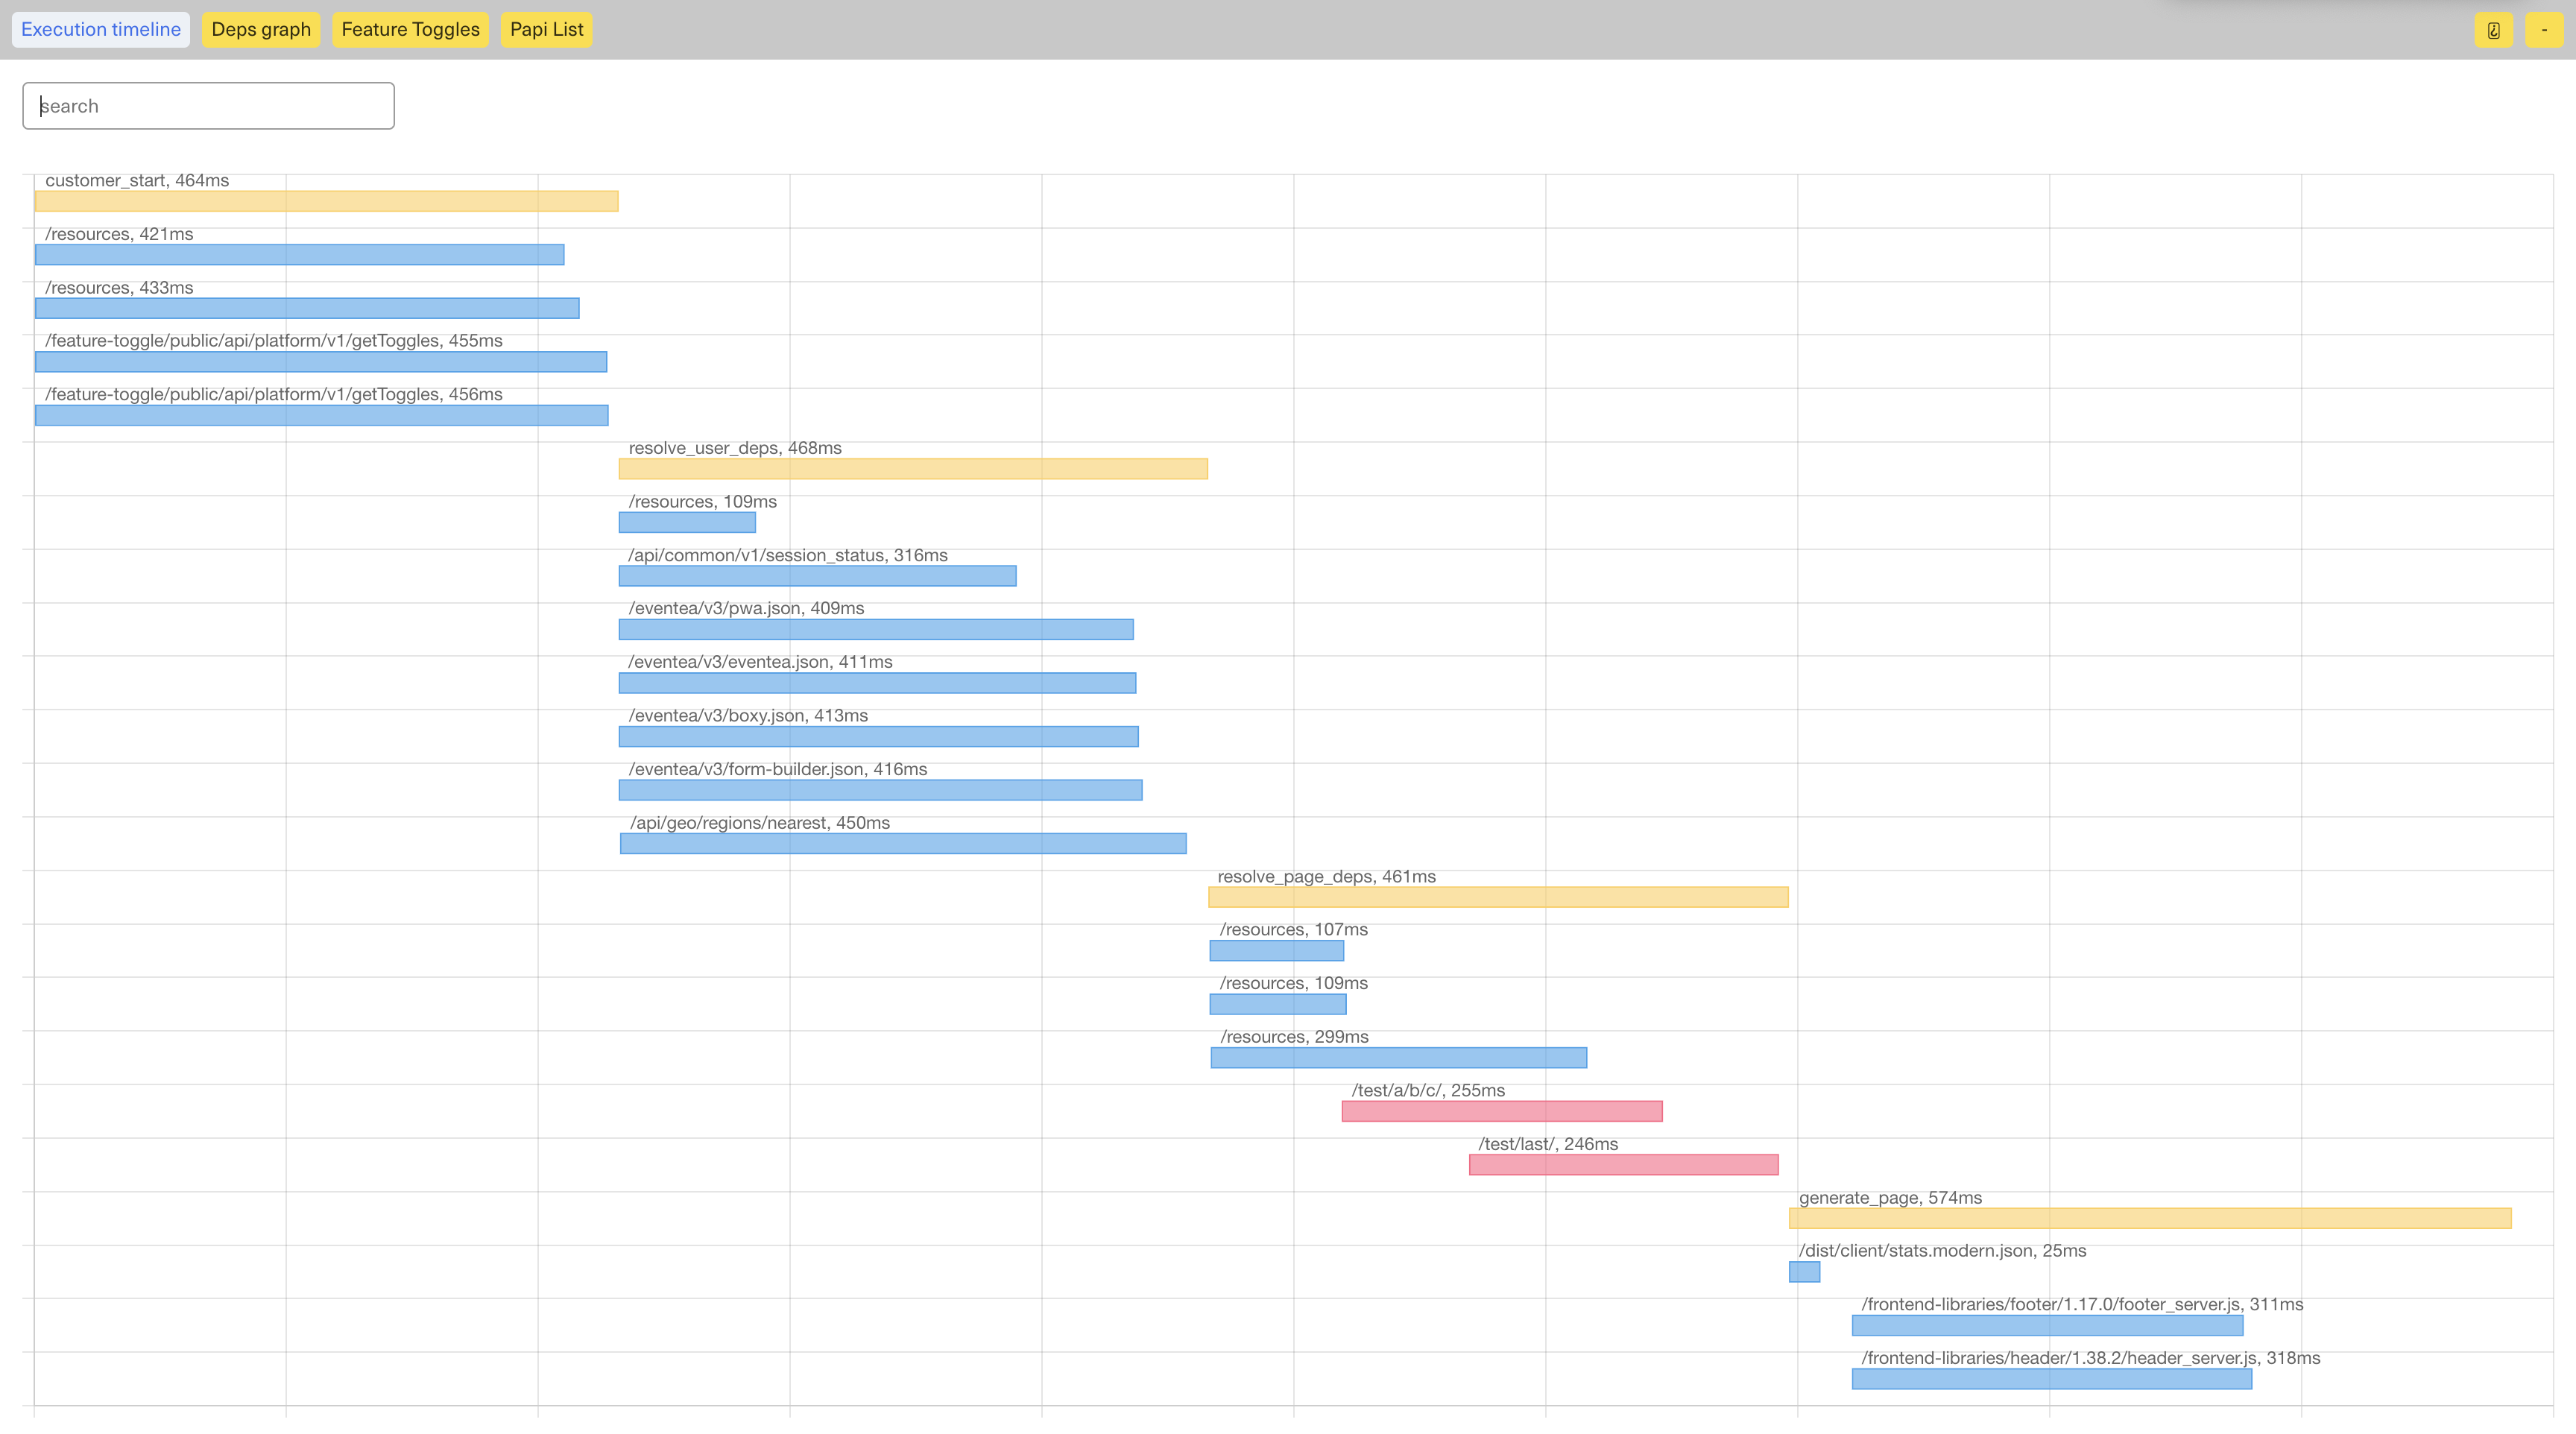 Execution timeline Deps graph Feature Toggles Papi List -
search
customer_start, 464ms
/resources, 421ms
/resources, 433ms
/feature-toggle/public/api/platform/v1/getToggles, 455ms
/feature-toggle/public/api/platform/v1/getToggles, 456ms
resolve_user_deps, 468ms
/resources, 109ms
/api/common/v1/session_status, 316ms
/eventea/v3/pwa.json, 409ms
/eventea/v3/eventea.json, 411ms
/eventea/v3/boxy.json, 413ms
/eventea/v3/form-builder.json, 416ms
/api/geo/regions/nearest, 450ms
resolve_page_deps, 461ms
/resources, 107ms
/resources, 109ms
/resources, 299ms
/test/a/b/c/, 255ms
/test/last/, 246ms
generate_page, 574ms
/dist/client/stats.modern.json, 25ms
/frontend-libraries/footer/1.17.0/footer_server.js, 311ms
/frontend-libraries/header/1.38.2/header_server.js, 318ms